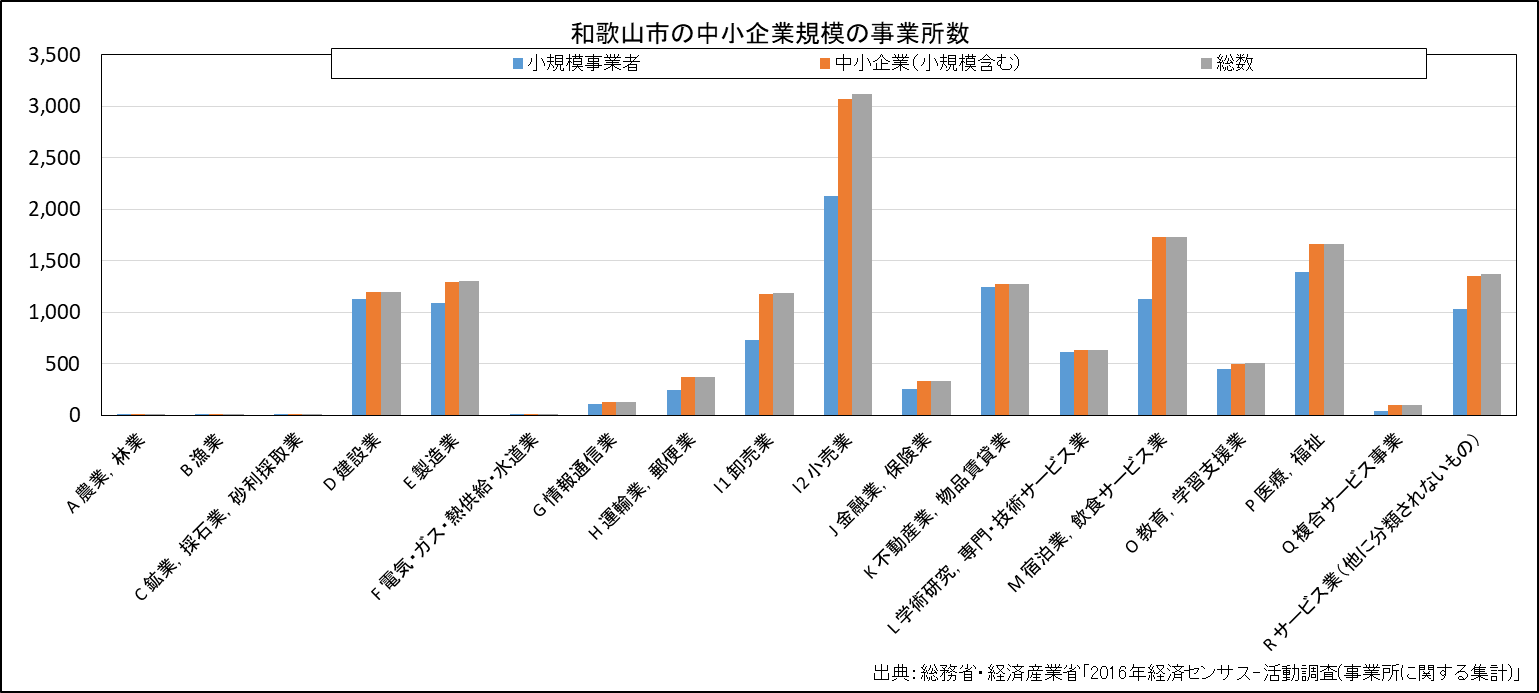 和歌山市の中小企業規模の事業所数
小規模事業者
中小企業(小規模含む)
総数
3,500
3,000
2,500
2,000
1,500
1,000
500
0
A 農業，林業
B 漁業
C 鉱業，採石業，砂利採取業
D 建設業
E 製造業
F 電気・ガス・熱供給・水道業
G 情報通信業
H 運輸業，郵便業
I1 卸売業
I2 小売業
J 金融業，保険業
K 不動産業，物品賃貸業
L 学術研究，専門・技術サービス業
M 宿泊業，飲食サービス業
O 教育，学習支援業
P 医療，福祉
Q 複合サービス事業
R サービス業(他に分類されないもの)
出典：総務省・経済産業省「2016年経済センサス-活動調査(事業所に関する集計)」